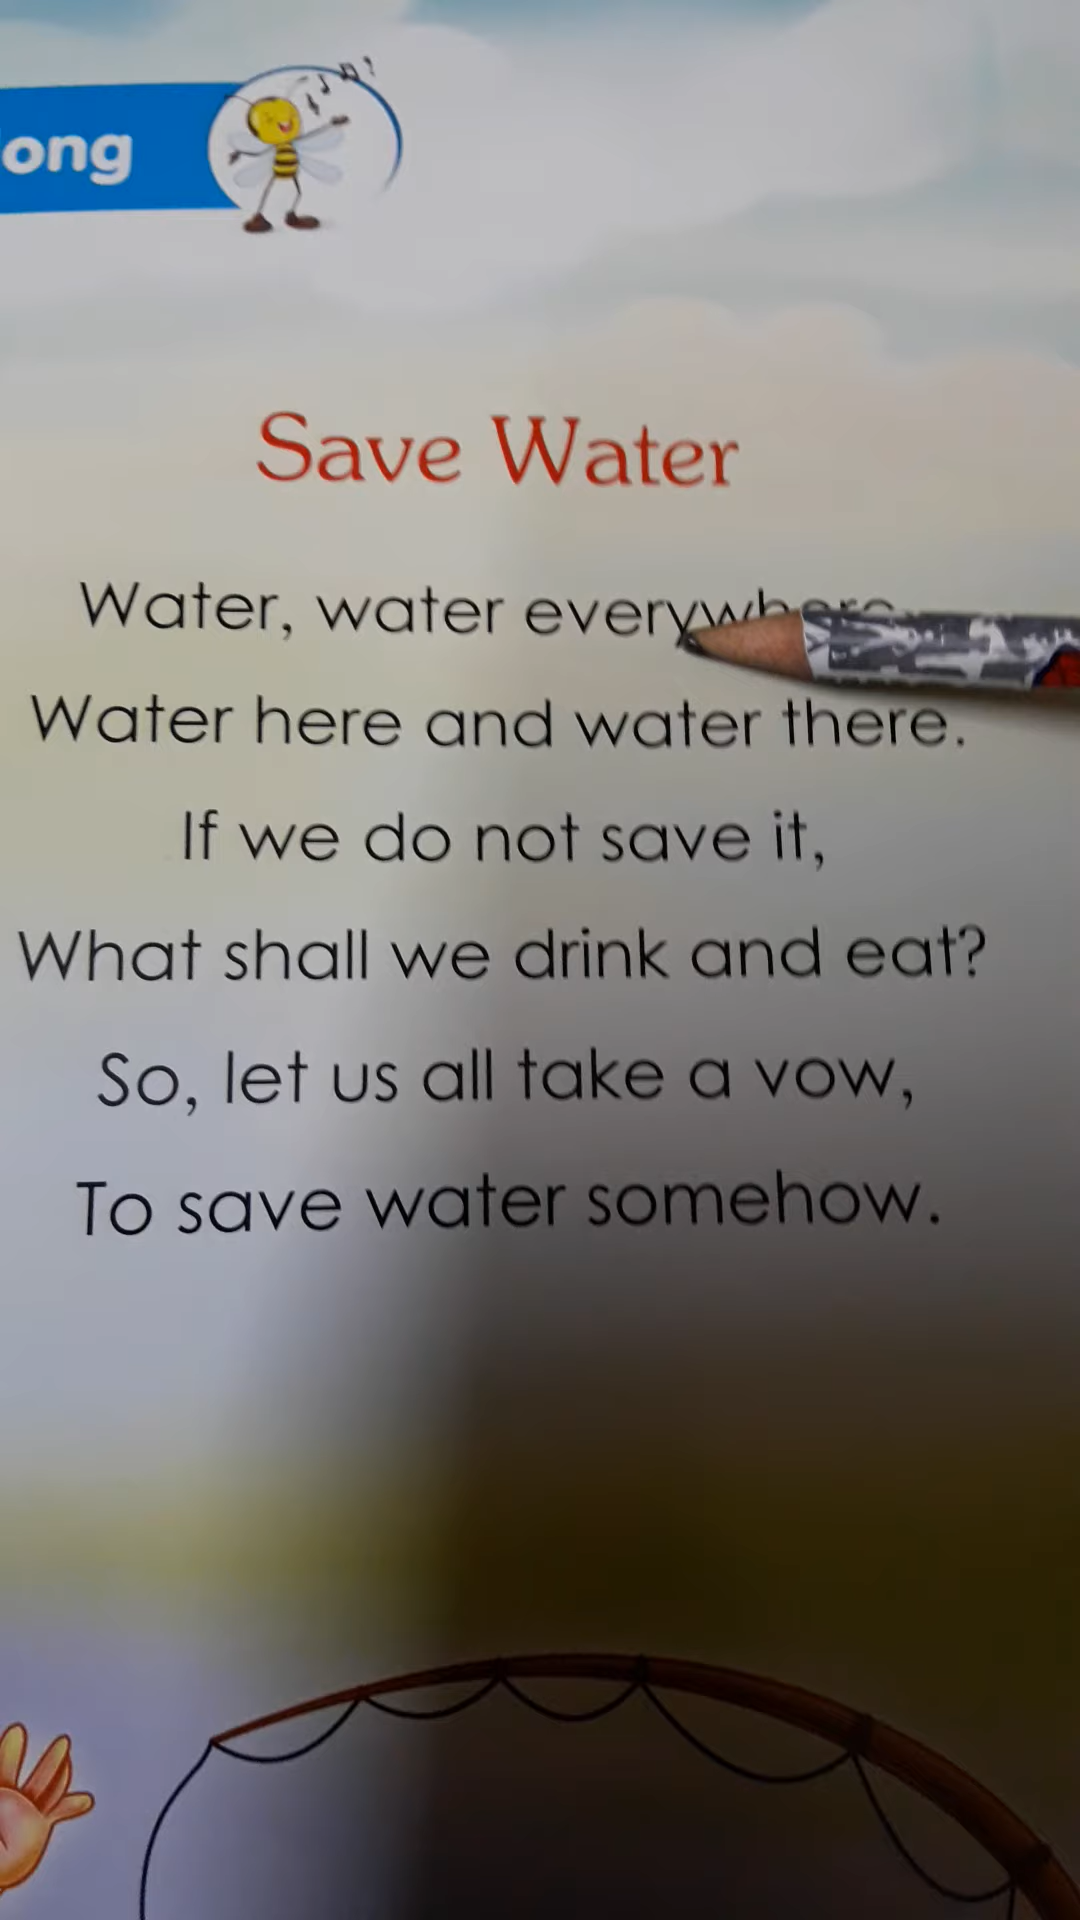 ong
Save Water
Water, water everywhere
Water here and water there.
If we do not save it,
What shall we drink and eat?
So, let us all take a vow,
To save water somehow.